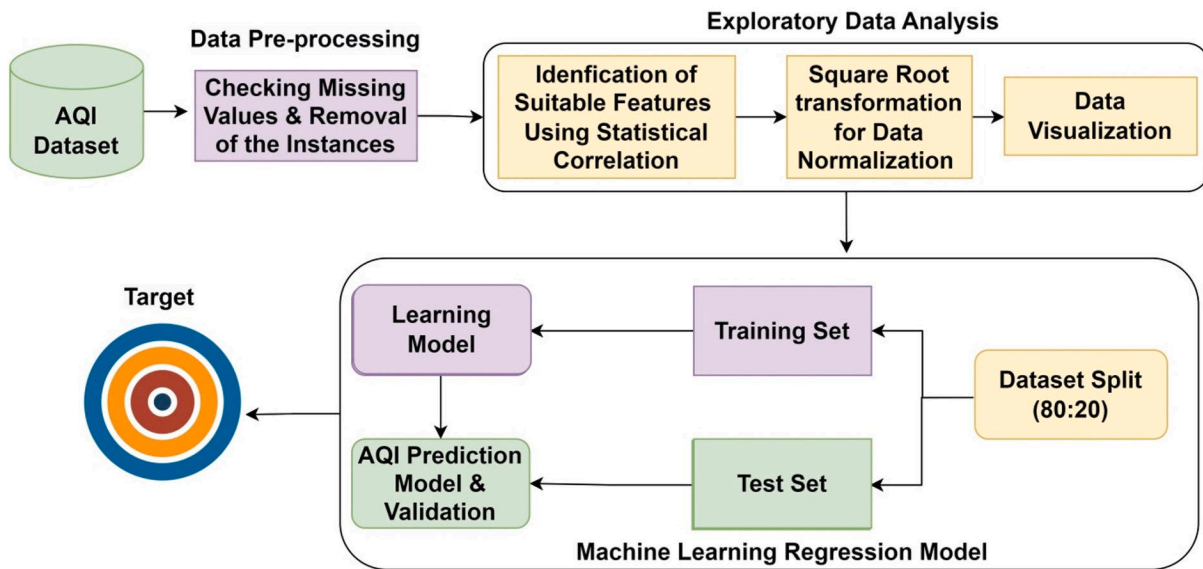 Exploratory Data Analysis
Data Pre-processing
AQI
Dataset
Checking Missing
Values & Removal
of the Instances
Idenfication of
Suitable Features
Using Statistical
Correlation
Square Root
transformation
for Data
Normalization
Data
Visualization
Target
Learning
Model
Training Set
Dataset Split
(80:20)
AQI Prediction
Model &
Validation
Test Set
Machine Learning Regression Model